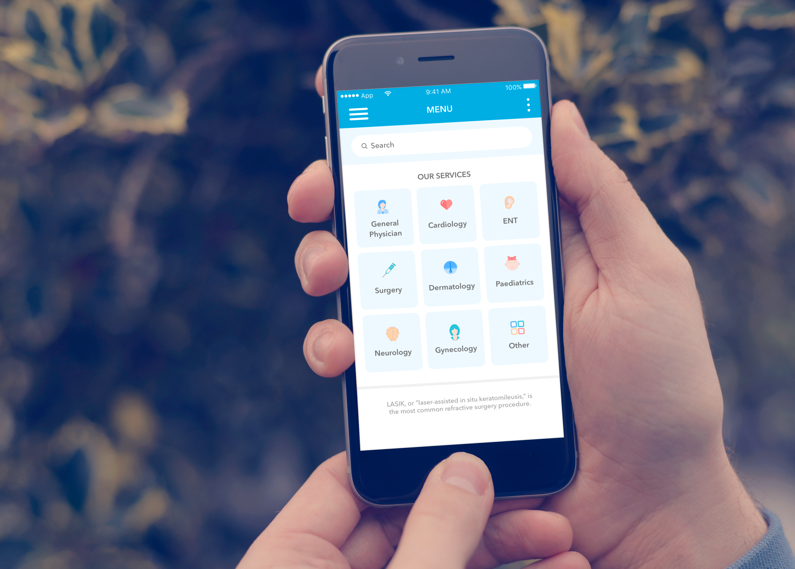 ●●●●● App 9:41 AM 100%
MENU
Search
OUR SERVICES
General
Physician
Cardiology
ENT
Surgery
Dermatology
Paediatrics
Neurology
Gynecology
Other
LASIK, or "laser-assisted in situ keratomileusis," is
the most common refractive surgery procedure.